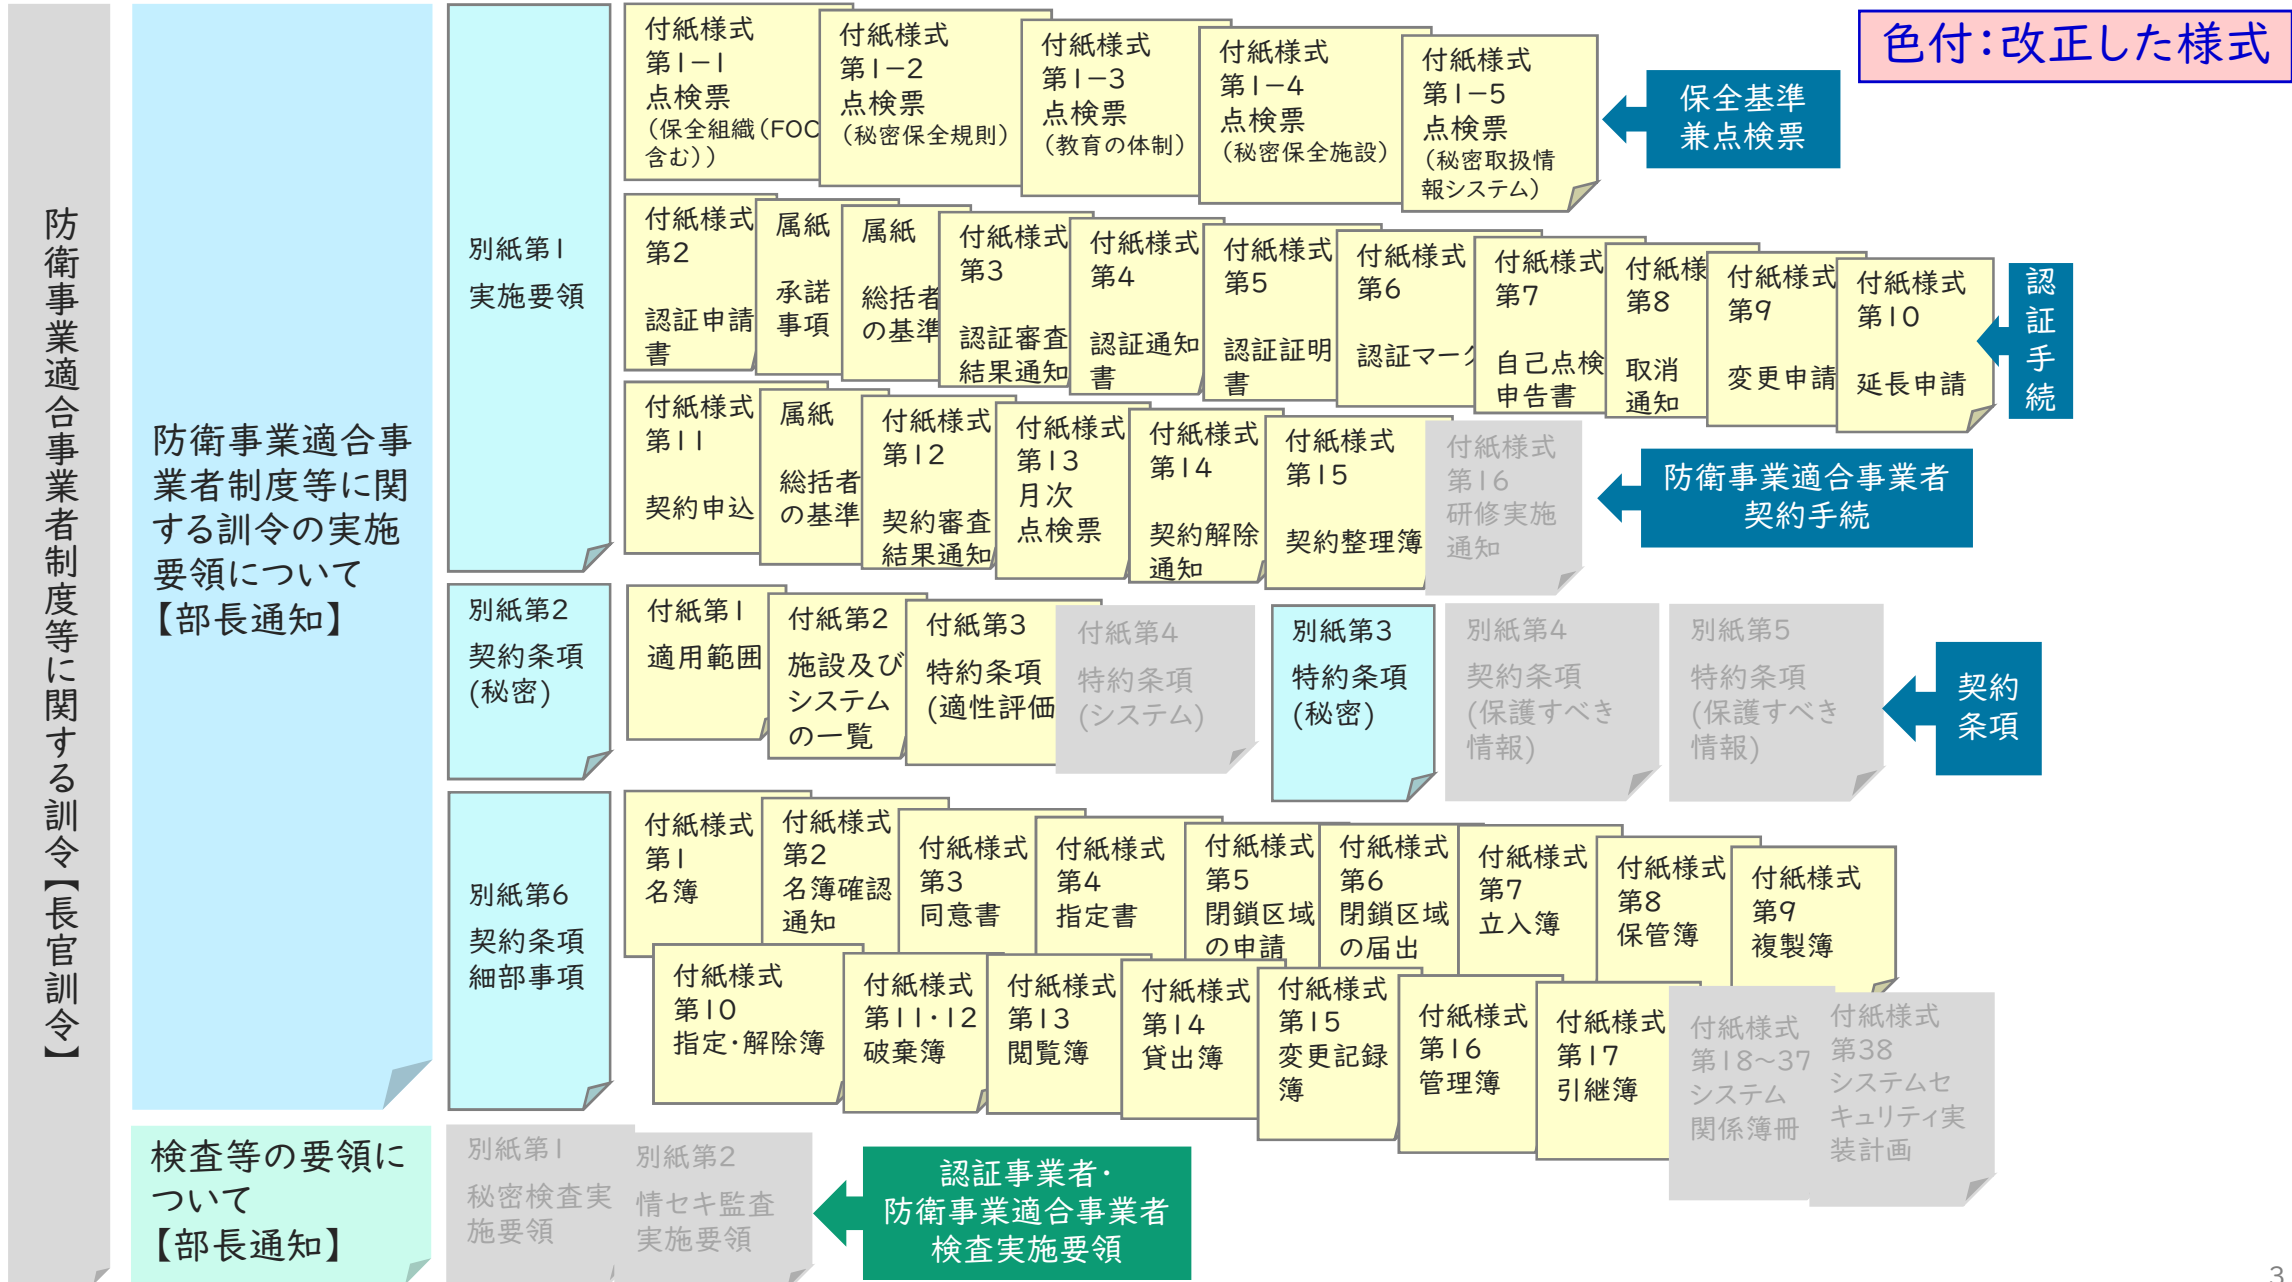 色付：改正した様式
防衛事業適合事業者制度等に関する訓令【長官訓令】
防衛事業適合事
業者制度等に関
する訓令の実施
要領について
【部長通知】
別紙第1
実施要領
付紙様式
第1－1
点検票
（保全組織（FOC
含む））
付紙様式
第1－2
点検票
（秘密保全規則）
付紙様式
第1－3
点検票
（教育の体制）
付紙様式
第1－4
点検票
（秘密保全施設）
付紙様式
第1－5
点検票
（秘密取扱情
報システム）
保全基準
兼点検票
付紙様式
第2
認証申請
書
属紙
承諾
事項
属紙
総括者
の基準
付紙様式
第3
認証審査
結果通知
付紙様式
第4
認証通知
書
付紙様式
第5
認証証明
書
付紙様式
第6
認証マーク
付紙様式
第7
自己点検
申告書
付紙様
第8
取消
通知
付紙様式
第9
変更申請
付紙様式
第10
延長申請
認証手続
付紙様式
第11
契約申込
属紙
総括者
の基準
付紙様式
第12
契約審査
結果通知
付紙様式
第13
月次
点検票
付紙様式
第14
契約解除
通知
付紙様式
第15
契約整理簿
付紙様式
第16
研修実施
通知
防衛事業適合事業者
契約手続
別紙第2
契約条項
(秘密)
付紙第1
適用範囲
付紙第2
施設及び
システム
の一覧
付紙第3
特約条項
(適性評価
付紙第4
特約条項
(システム)
別紙第3
特約条項
(秘密)
別紙第4
契約条項
(保護すべき
情報)
別紙第5
特約条項
(保護すべき
情報)
契約
条項
別紙第6
契約条項
細部事項
付紙様式
第1
名簿
付紙様式
第2
名簿確認
通知
付紙様式
第3
同意書
付紙様式
第4
指定書
付紙様式
第5
閉鎖区域
の申請
付紙様式
第6
閉鎖区域
の届出
付紙様式
第7
立入簿
付紙様式
第8
保管簿
付紙様式
第9
複製簿
付紙様式
第10
指定・解除簿
付紙様式
第11・12
破棄簿
付紙様式
第13
閲覧簿
付紙様式
第14
貸出簿
付紙様式
第15
変更記録
簿
付紙様式
第16
管理簿
付紙様式
第17
引継簿
付紙様式
第18～37
システム
関係簿冊
付紙様式
第38
システムセ
キュリティ実
装計画
検査等の要領に
ついて
【部長通知】
別紙第1
秘密検査実
施要領
別紙第2
情セキ監査
実施要領
認証事業者・
防衛事業適合事業者
検査実施要領
3